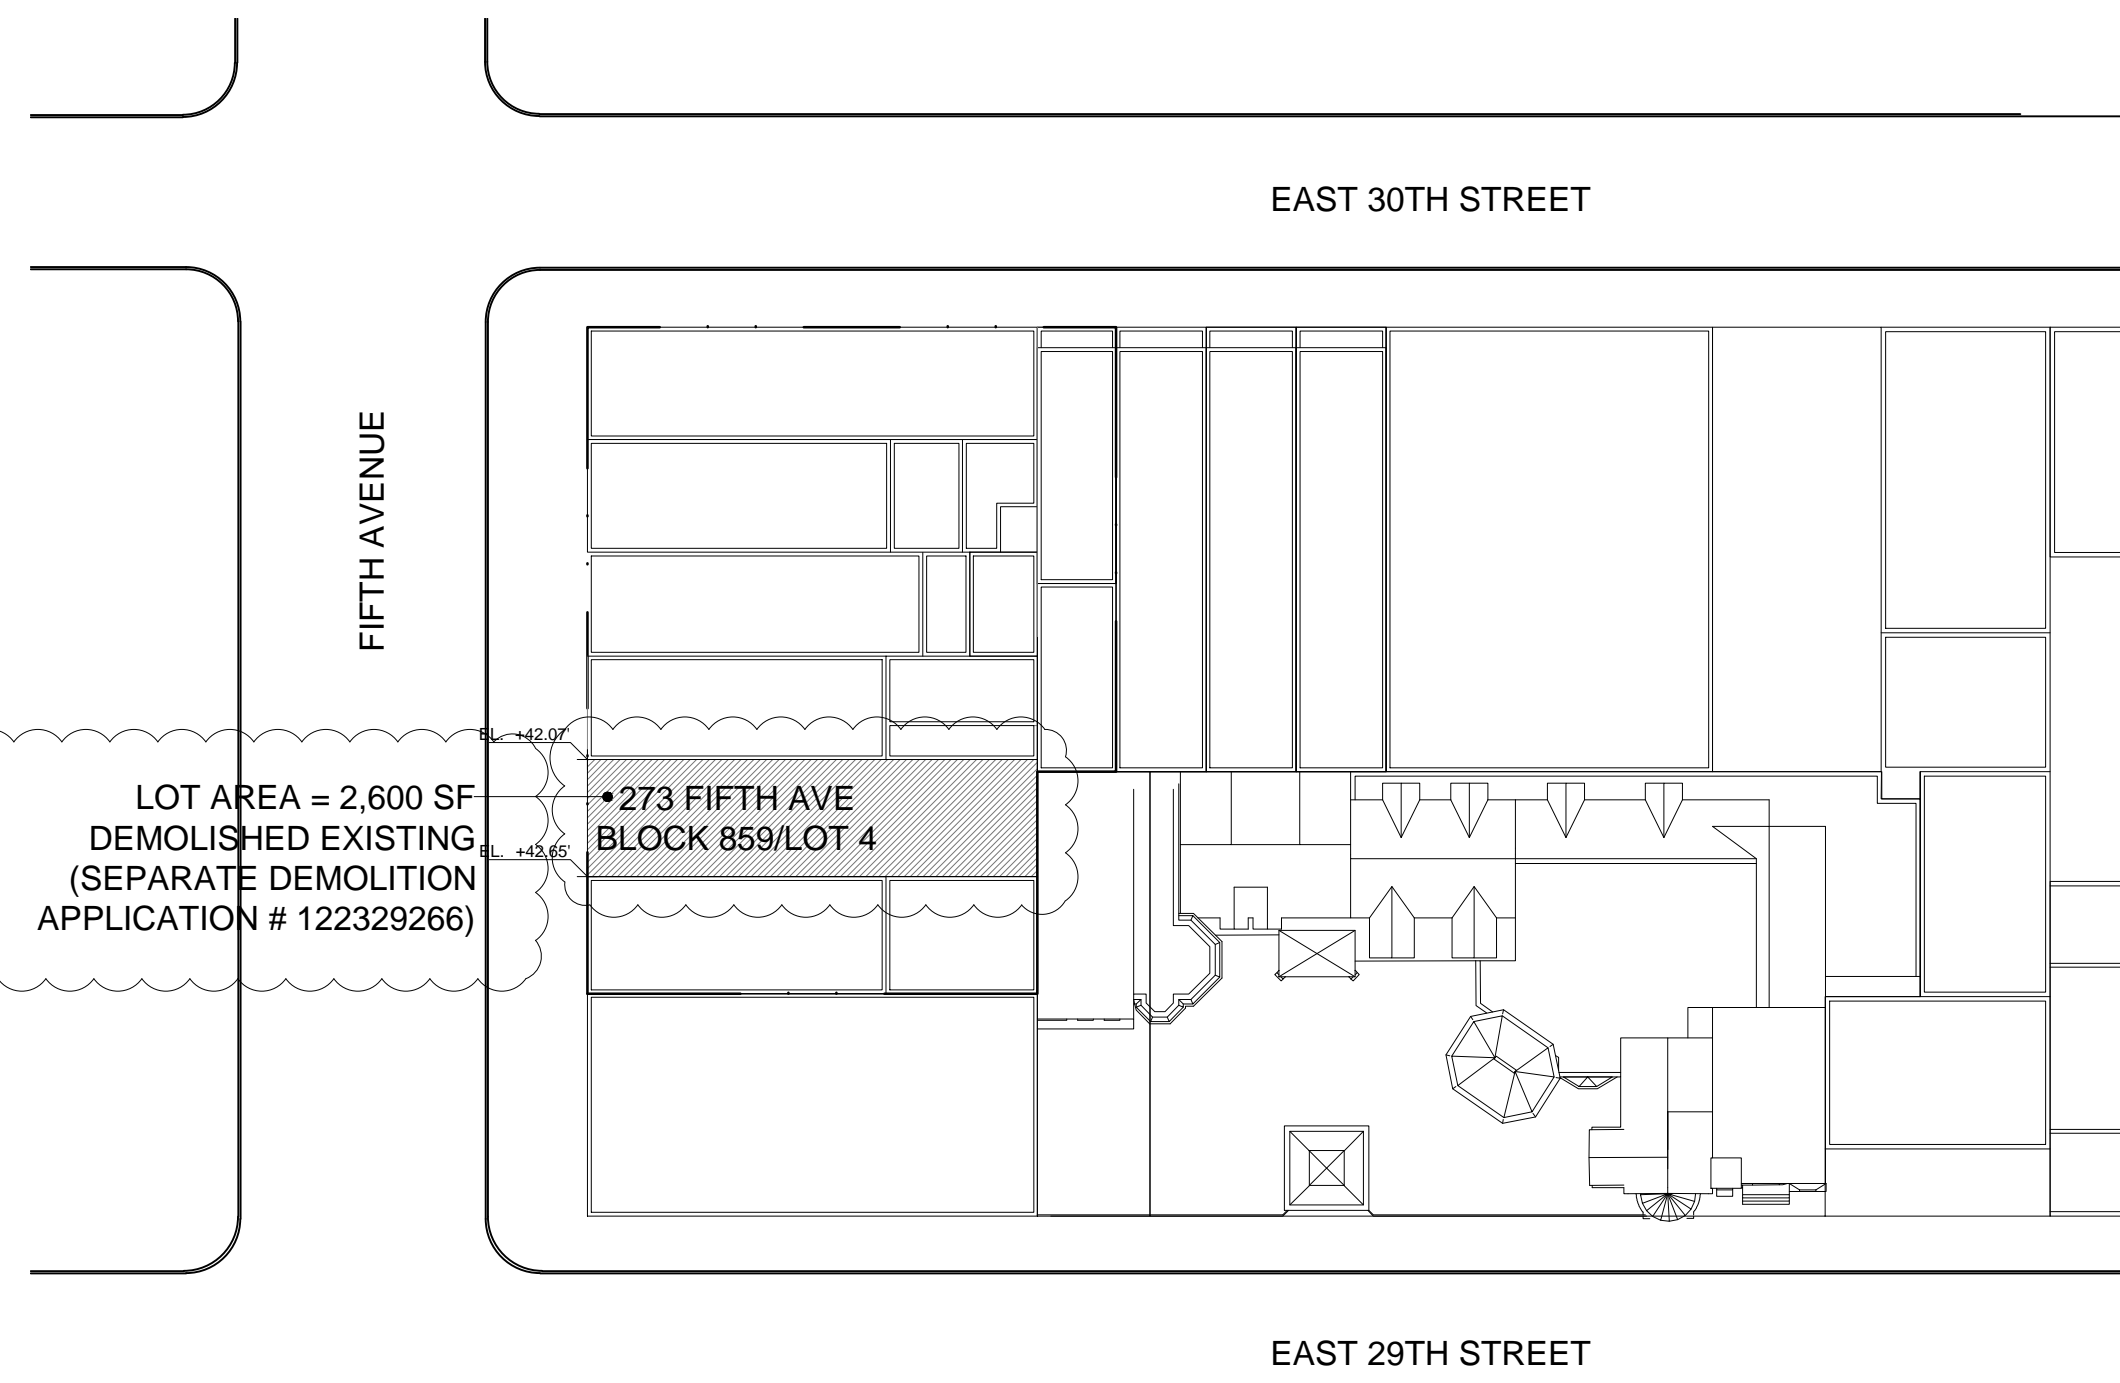 EAST 30TH STREET
FIFTH AVENUE
EL. +42.07'
LOT AREA = 2,600 SF
DEMOLISHED EXISTING
(SEPARATE DEMOLITION
APPLICATION # 122329266)
273 FIFTH AVE
BLOCK 859/LOT 4
EL. +42.65'
EAST 29TH STREET